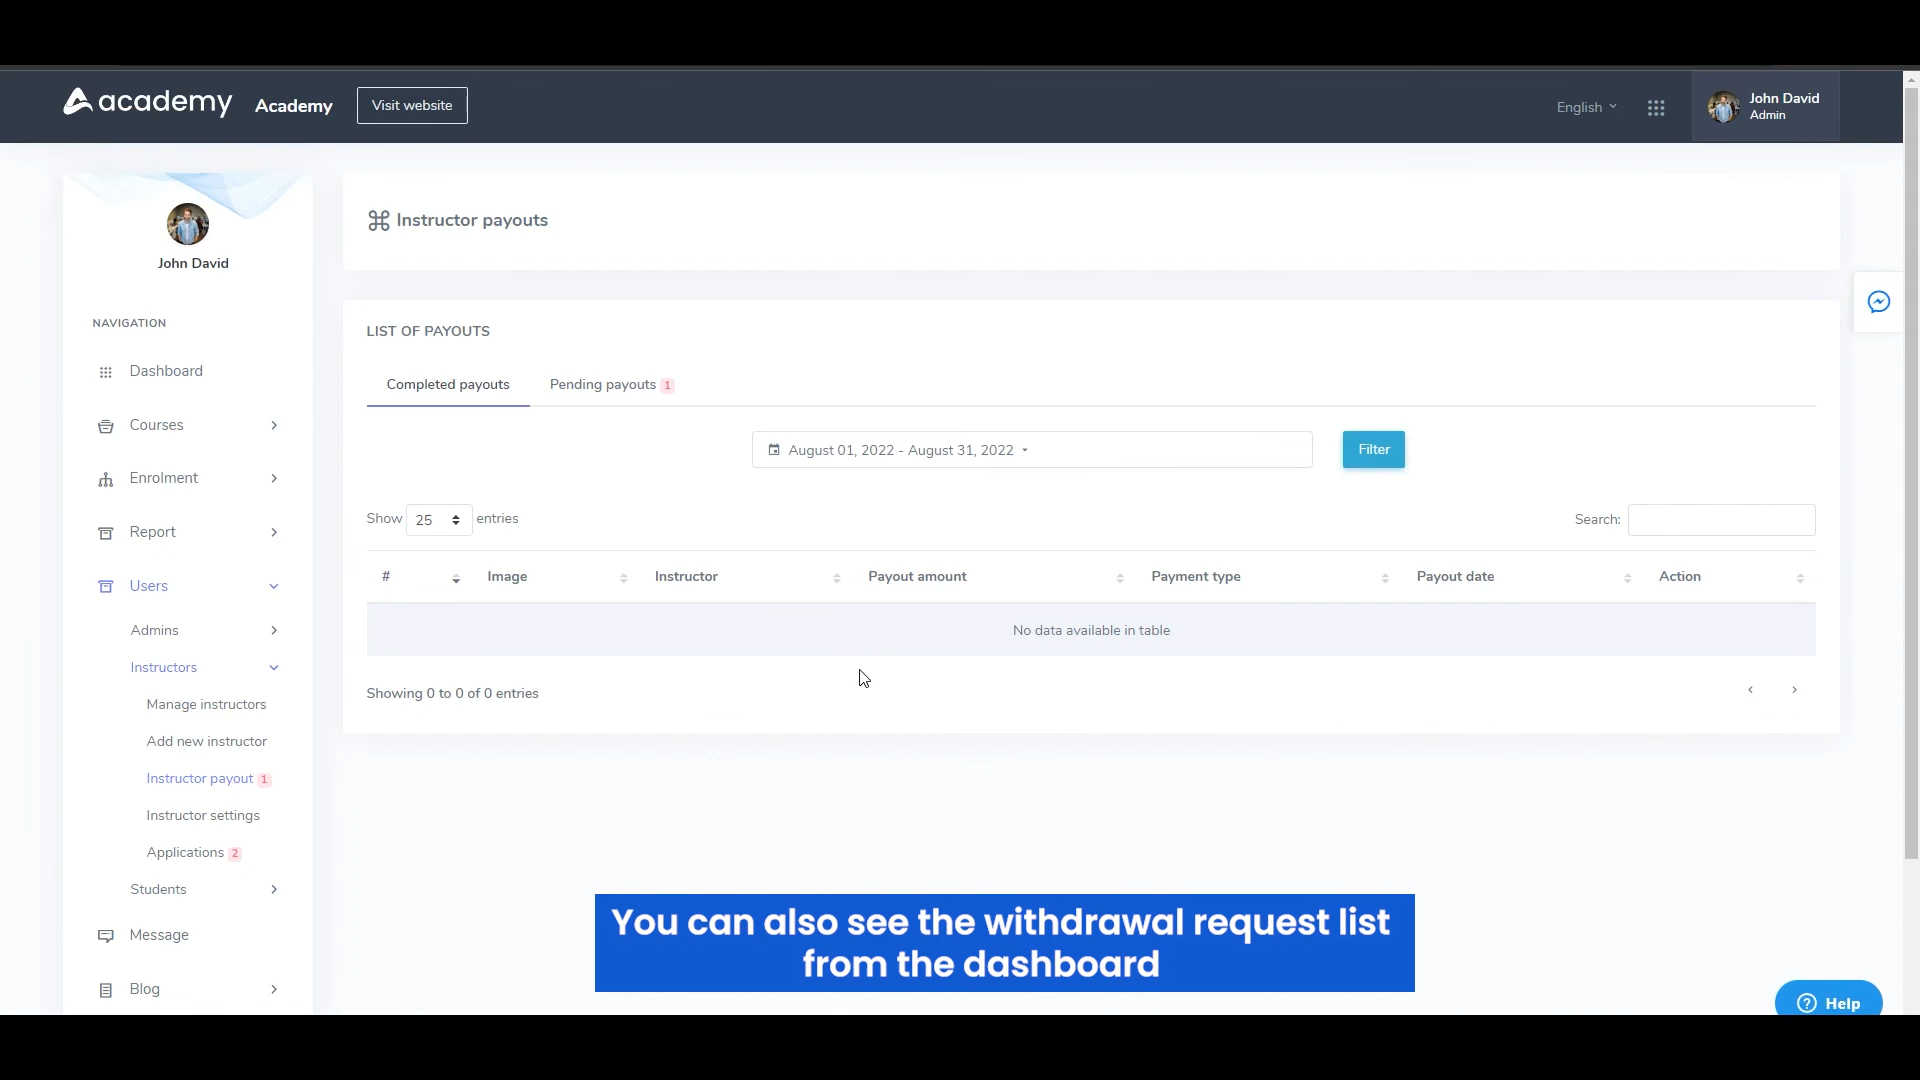 academy
Academy
Visit website
English
John David
Admin
John David
NAVIGATION
Dashboard
Courses
Enrolment
Report
Users
Admins
Instructors
Manage instructors
Add new instructor
Instructor payout 1
Instructor settings
Applications 2
Students
Message
Blog
Instructor payouts
LIST OF PAYOUTS
Completed payouts
Pending payouts 1
August 01, 2022 - August 31, 2022
Filter
Show 25 entries
Search:
# Image Instructor Payout amount Payment type Payout date Action
No data available in table
Showing 0 to 0 of 0 entries
You can also see the withdrawal request list
from the dashboard
Help